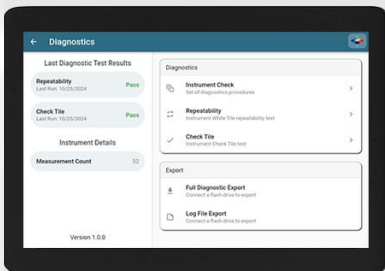 Diagnostics
Last Diagnostic Test Results
Repeatability
Last Run: 10/25/2024
Pass
Check Tile
Last Run: 10/25/2024
Pass
Instrument Details
Measurement Count
52
Version 1.0.0
Diagnostics
Instrument Check
Set of diagnostics procedures
Repeatability
Instrument White Tile repeatability test
Check Tile
Instrument Check Tile test
Export
Full Diagnostic Export
Connect a flash drive to export
Log File Export
Connect a flash drive to export